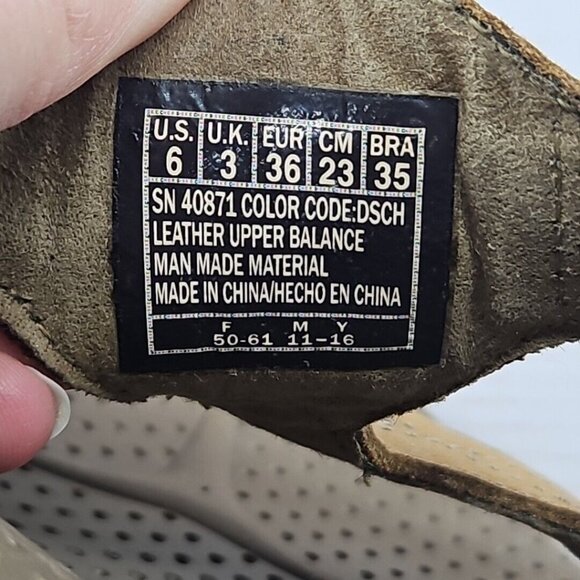 U.S. U.K. EUR CM BRA
6 3 36 23 35
SN 40871 COLOR CODE:DSCH
LEATHER UPPER BALANCE
MAN MADE MATERIAL
MADE IN CHINA/HECHO EN CHINA
F M Y
50-61 11-16